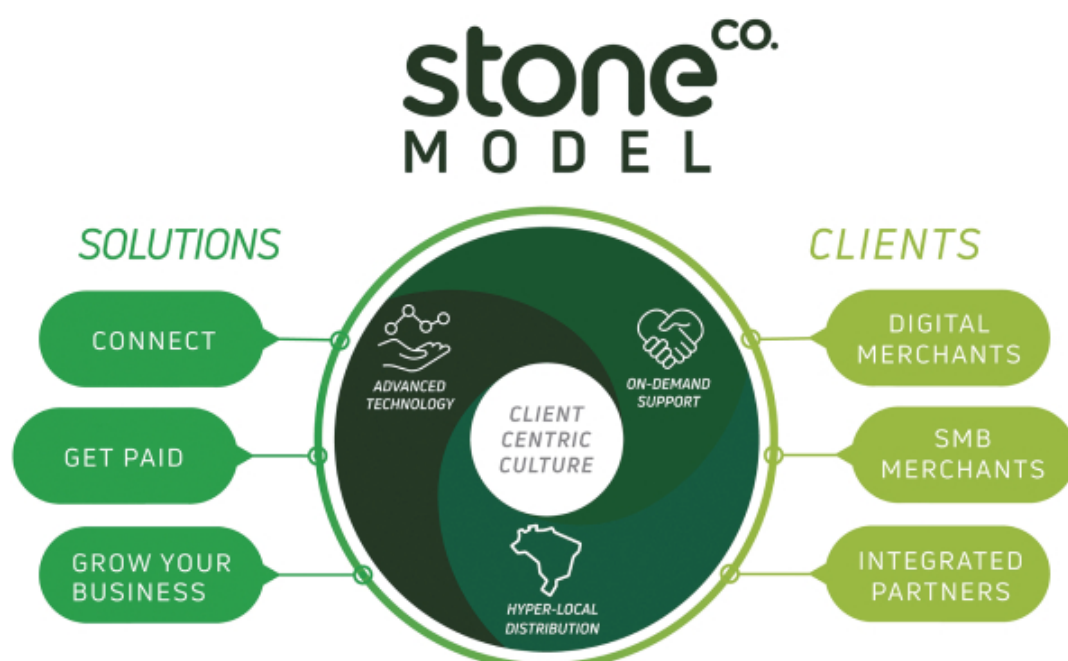 stone CO.
MODEL
SOLUTIONS
CONNECT
GET PAID
GROW YOUR
BUSINESS
ADVANCED
TECHNOLOGY
ON-DEMAND
SUPPORT
CLIENT
CENTRIC
CULTURE
HYPER-LOCAL
DISTRIBUTION
CLIENTS
DIGITAL
MERCHANTS
SMB
MERCHANTS
INTEGRATED
PARTNERS